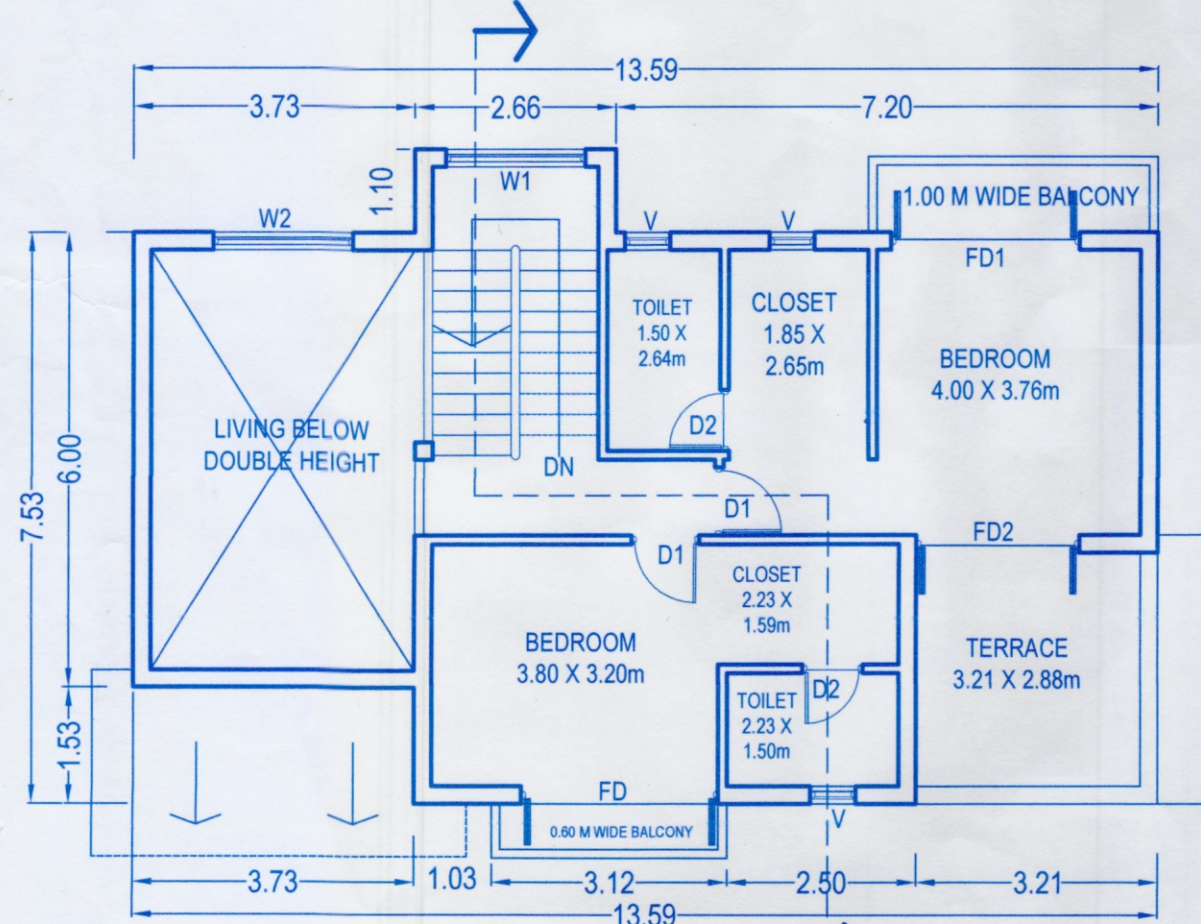 13.59
3.73
2.66
7.20
1.10
W1
W2
V
V
1.00 M WIDE BALCONY
FD1
TOILET
1.50 X
2.64m
CLOSET
1.85 X
2.65m
BEDROOM
4.00 X 3.76m
D2
LIVING BELOW
DOUBLE HEIGHT
DN
6.00
7.53
D1
FD2
D1
CLOSET
2.23 X
1.59m
BEDROOM
3.80 X 3.20m
TERRACE
3.21 X 2.88m
TOILET
2.23 X
1.50m
D2
1.53
FD
V
0.60 M WIDE BALCONY
3.73
1.03
3.12
2.50
3.21
13.59